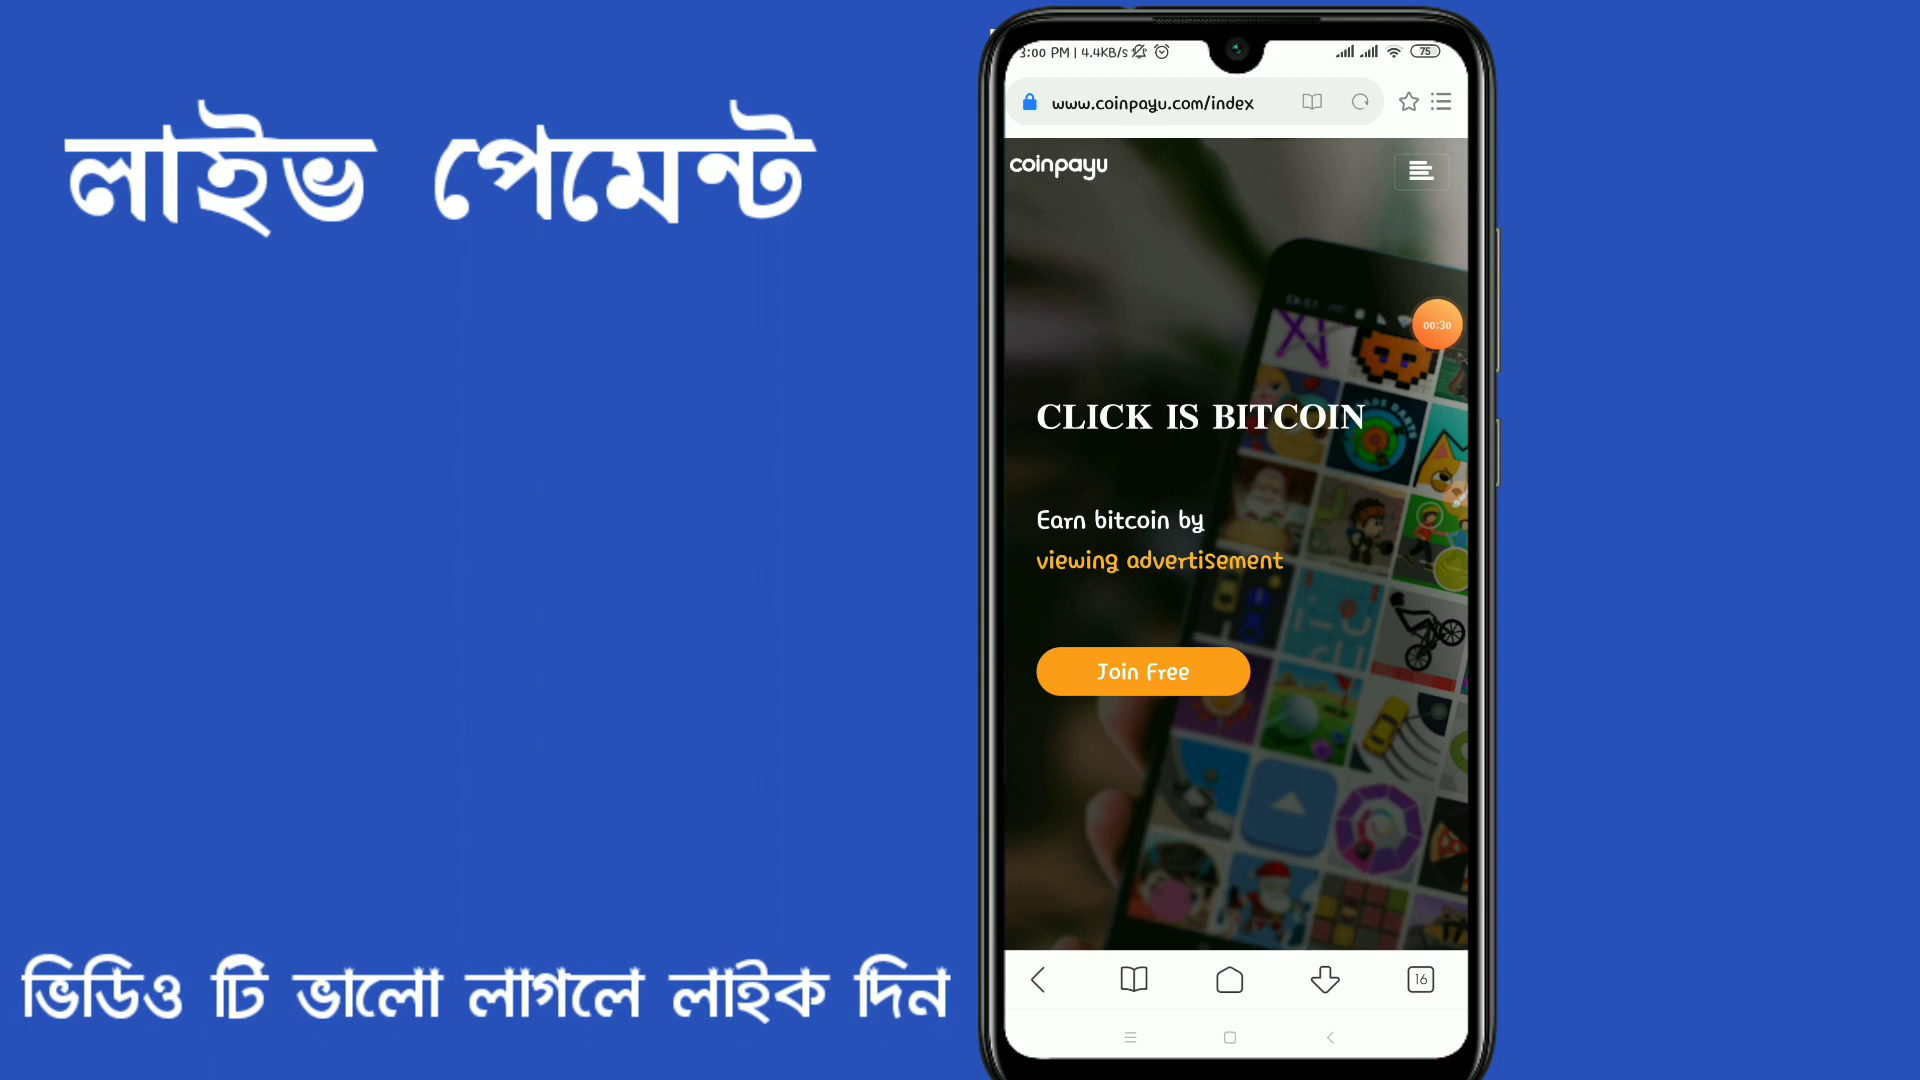 লাইভ পেমেন্ট
ভিডিও টি ভালো লাগলে লাইক দিন
3:00 PM | 4.4KB/s
75
www.coinpayu.com/index
coinpayu
00:30
CLICK IS BITCOIN
Earn bitcoin by
viewing advertisement
Join Free
16